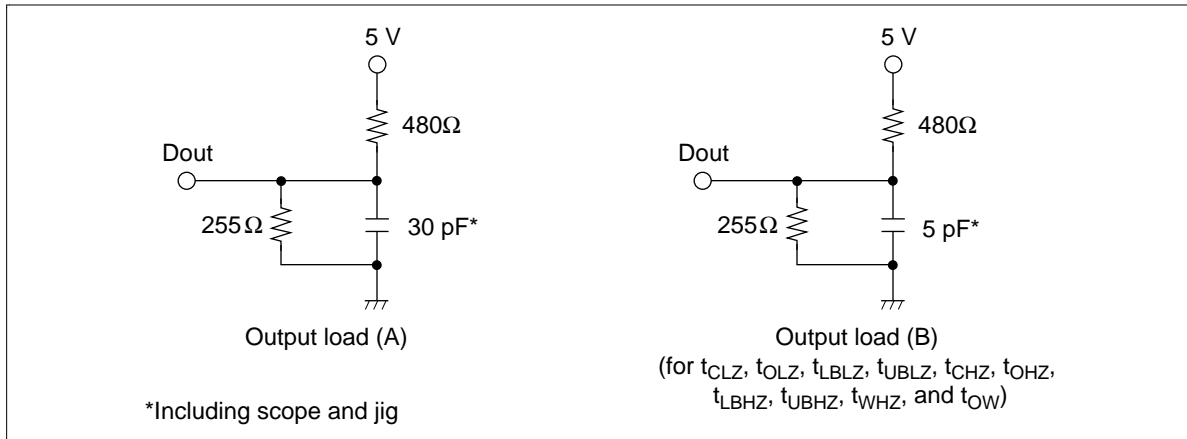 5 V
480Ω
Dout
255Ω
30 pF*
Output load (A)
*Including scope and jig
5 V
480Ω
Dout
255Ω
5 pF*
Output load (B)
(for tCLZ, tOLZ, tLBLZ, tUBLZ, tCHZ, tOHZ,
tLBHZ, tUBHZ, tWHZ, and tOW)